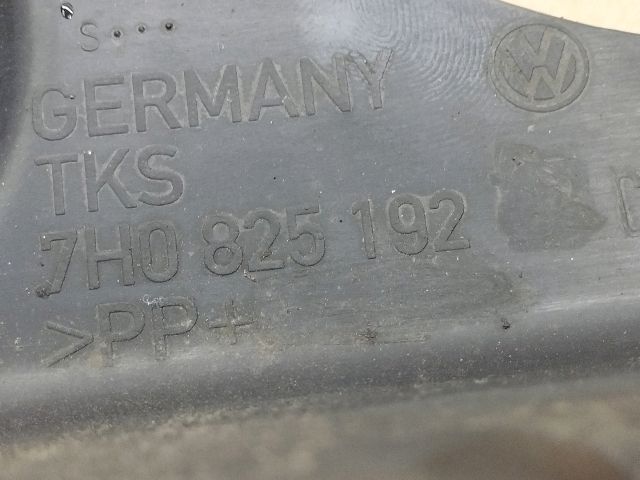 S...
GERMANY
TKS
7H0 825 192
>PP+